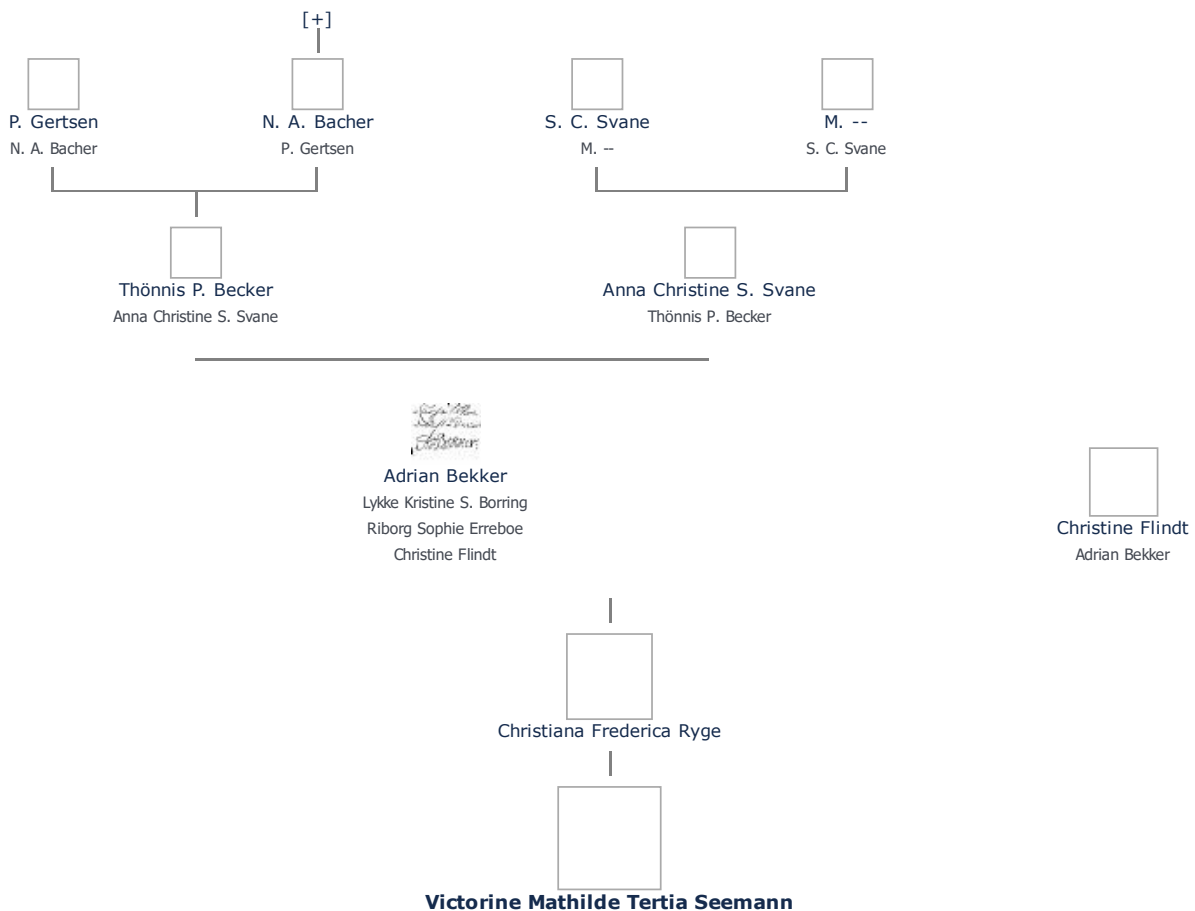 [+]
P. Gertsen
N. A. Bacher
N. A. Bacher
P. Gertsen
S. C. Svane
M. --
M. --
S. C. Svane
Thönnis P. Becker
Anna Christine S. Svane
Anna Christine S. Svane
Thönnis P. Becker
Adrian Bekker
Lykke Kristine S. Borring
Riborg Sophie Erreboe
Christine Flindt
Christine Flindt
Adrian Bekker
Christiana Frederica Ryge
Victorine Mathilde Tertia Seemann